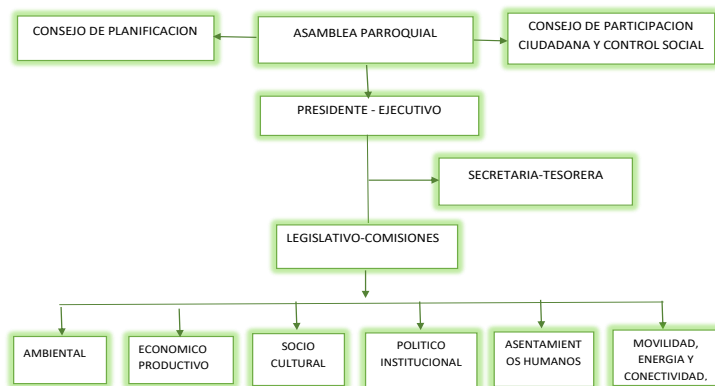 CONSEJO DE PLANIFICACION
ASAMBLEA PARROQUIAL
CONSEJO DE PARTICIPACION
CIUDADANA Y CONTROL SOCIAL
PRESIDENTE - EJECUTIVO
SECRETARIA-TESORERA
LEGISLATIVO-COMISIONES
AMBIENTAL
ECONOMICO
PRODUCTIVO
SOCIO
CULTURAL
POLITICO
INSTITUCIONAL
ASENTAMIENT
OS HUMANOS
MOVILIDAD,
ENERGIA Y
CONECTIVIDAD.